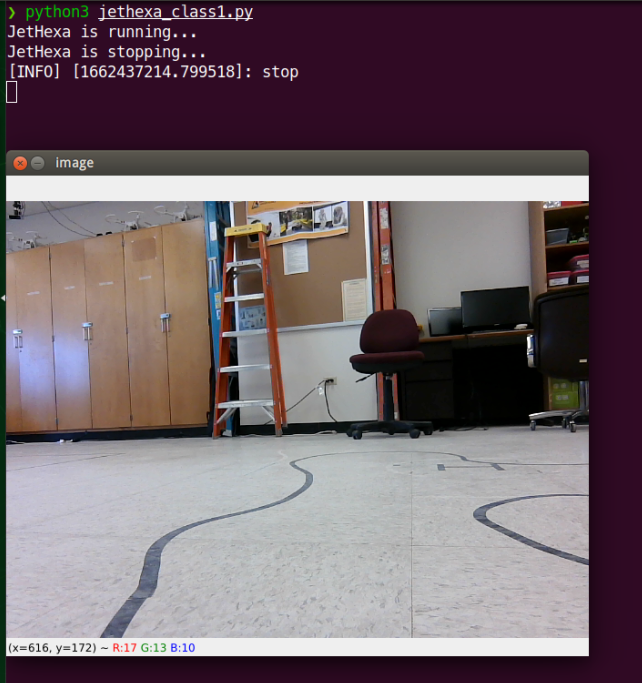 ❯ python3 jethexa_class1.py
JetHexa is running...
JetHexa is stopping...
[INFO] [1662437214.799518]: stop
image
(x=616, y=172) ~ R:17 G:13 B:10